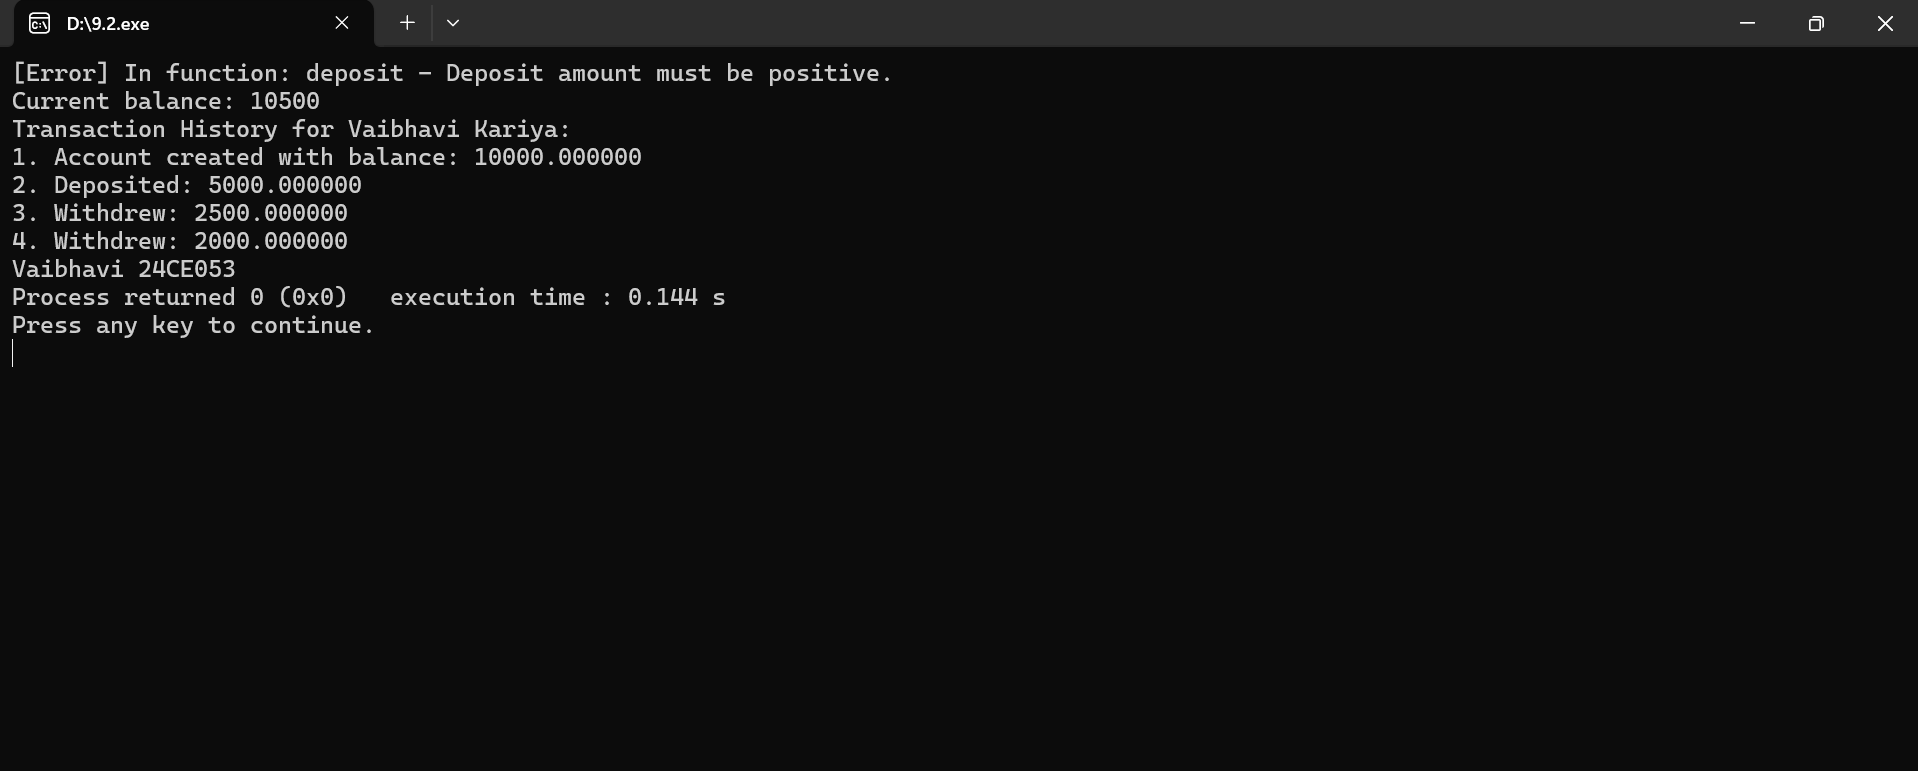 D:\9.2.exe
[Error] In function: deposit - Deposit amount must be positive.
Current balance: 10500
Transaction History for Vaibhavi Kariya:
1. Account created with balance: 10000.000000
2. Deposited: 5000.000000
3. Withdrew: 2500.000000
4. Withdrew: 2000.000000
Vaibhavi 24CE053
Process returned 0 (0x0)   execution time : 0.144 s
Press any key to continue.